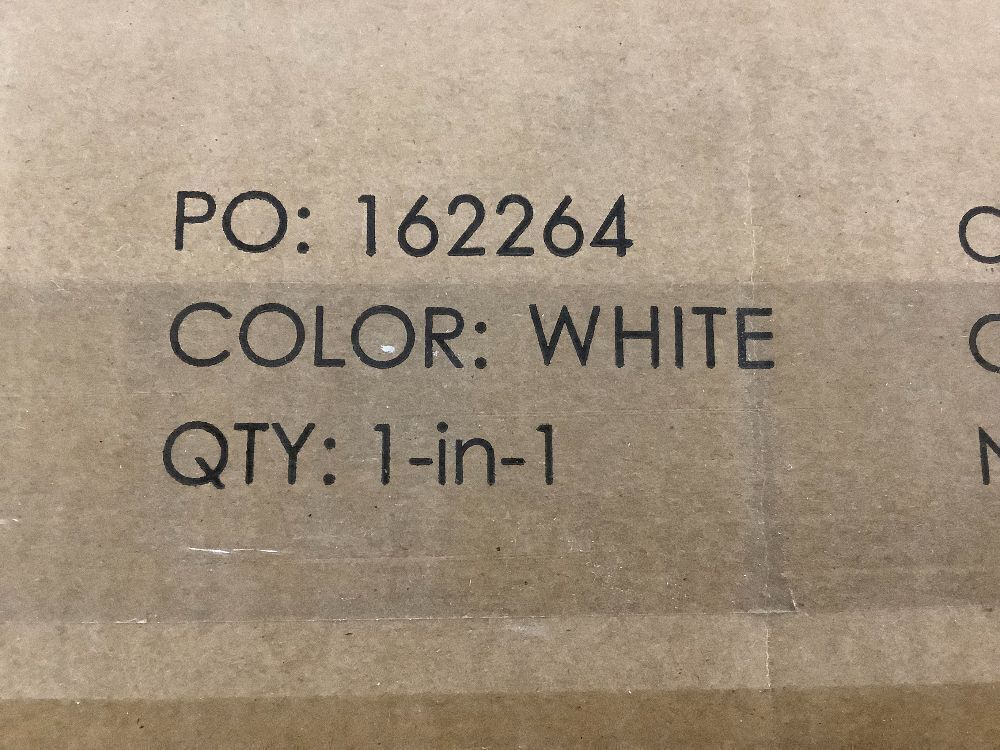 PO: 162264
COLOR: WHITE
QTY: 1-in-1